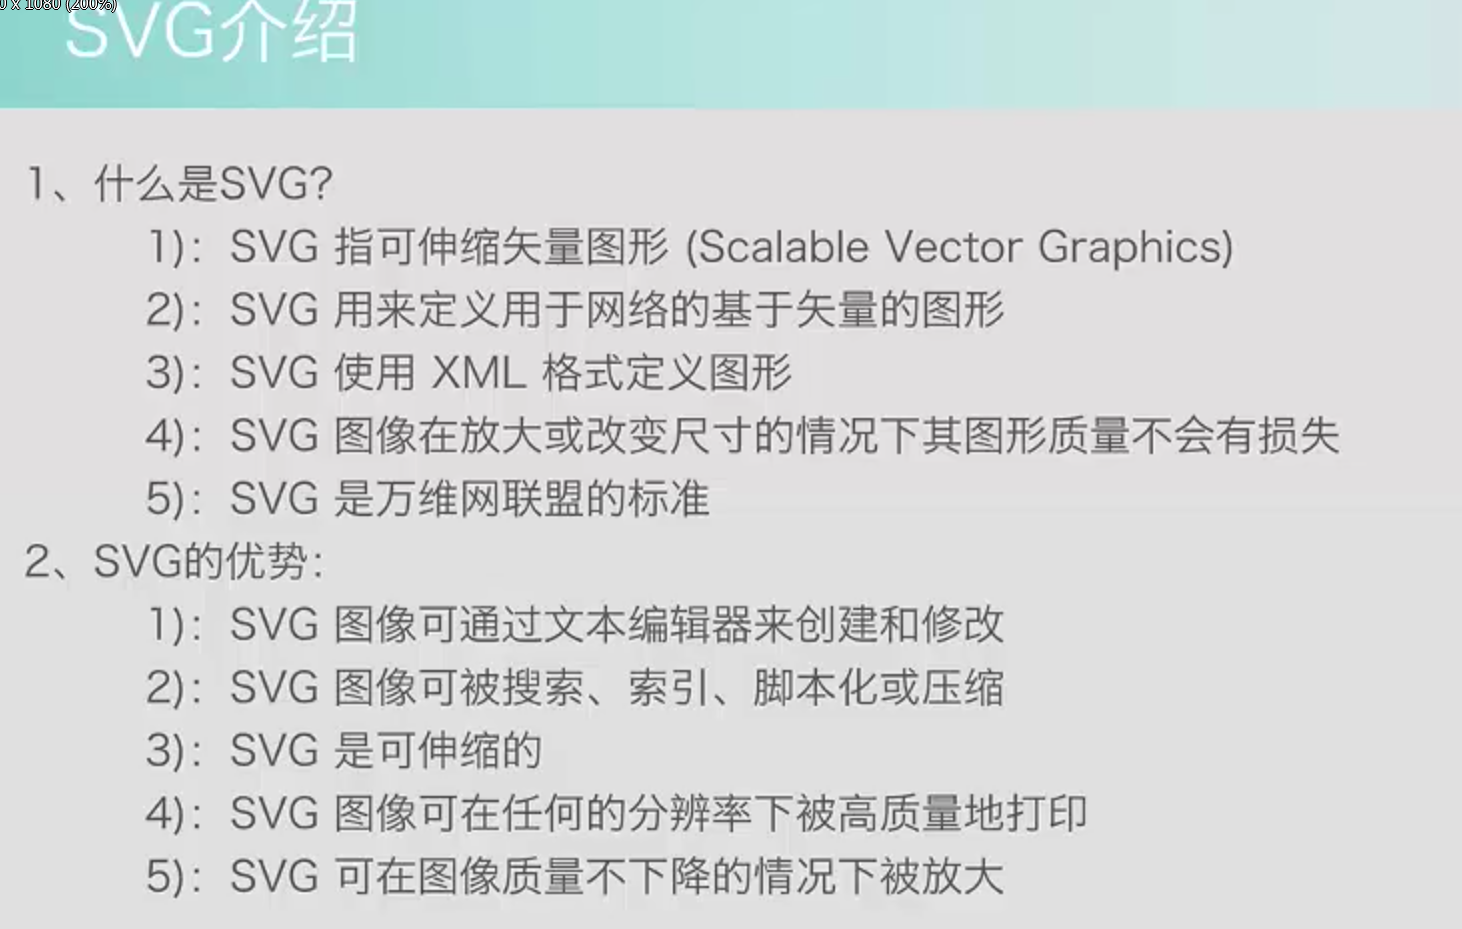 0 x 1080 (200%)
SVG介绍
1、什么是SVG?
1)：SVG 指可伸缩矢量图形 (Scalable Vector Graphics)
2)：SVG 用来定义用于网络的基于矢量的图形
3)：SVG 使用 XML 格式定义图形
4)：SVG 图像在放大或改变尺寸的情况下其图形质量不会有损失
5)：SVG 是万维网联盟的标准
2、SVG的优势：
1)：SVG 图像可通过文本编辑器来创建和修改
2)：SVG 图像可被搜索、索引、脚本化或压缩
3)：SVG 是可伸缩的
4)：SVG 图像可在任何的分辨率下被高质量地打印
5)：SVG 可在图像质量不下降的情况下被放大